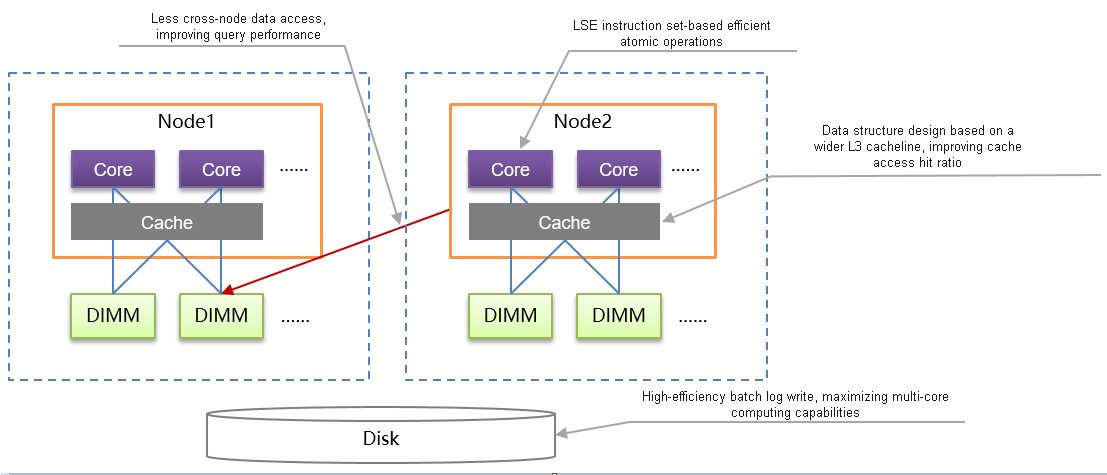 Less cross-node data access,
improving query performance
LSE instruction set-based efficient
atomic operations
Node1
Node2
Data structure design based on a
wider L3 cacheline, improving cache
access hit ratio
Core
Core
......
Core
Core
......
Cache
Cache
DIMM
DIMM
......
DIMM
DIMM
......
High-efficiency batch log write, maximizing multi-core
computing capabilities
Disk